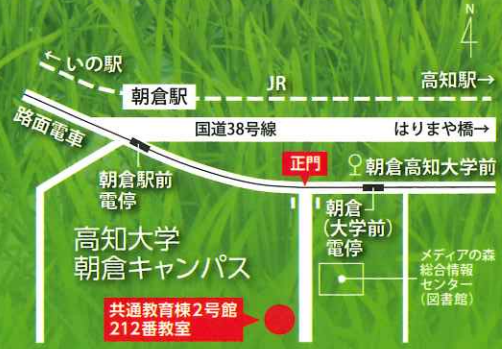 N
←いの駅
JR
高知駅→
朝倉駅
路面電車
国道38号線
はりまや橋→
正門
朝倉高知大学前
朝倉駅前
電停
朝倉
(大学前)
電停
高知大学
朝倉キャンパス
メディアの森
総合情報
センター
(図書館)
共通教育棟2号館
212番教室